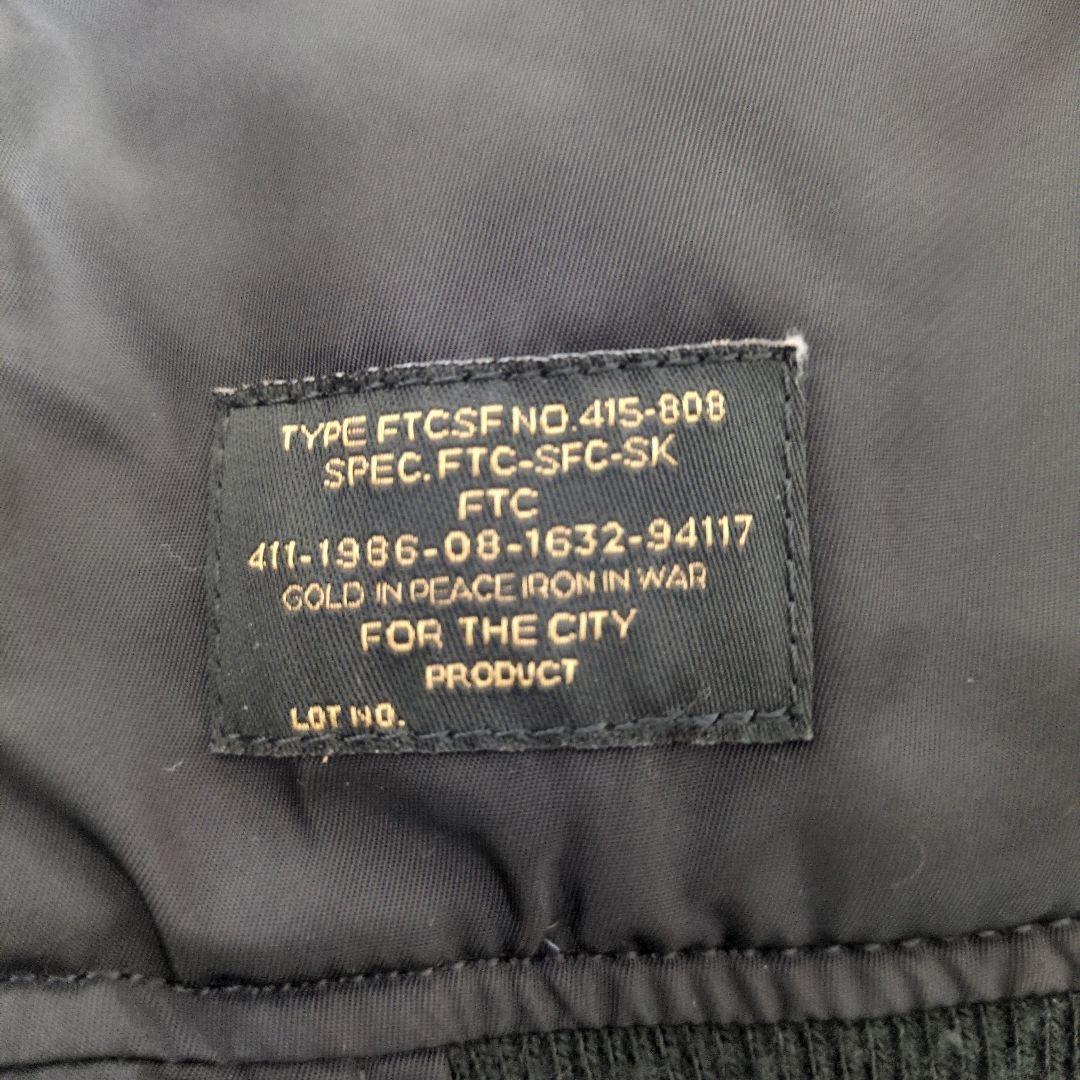 TYPE FTCSF NO. 415-808
SPEC. FTC-SFC-SK
FTC
411-1986-08-1632-94117
GOLD IN PEACE IRON IN WAR
FOR THE CITY
PRODUCT
LOT NO.